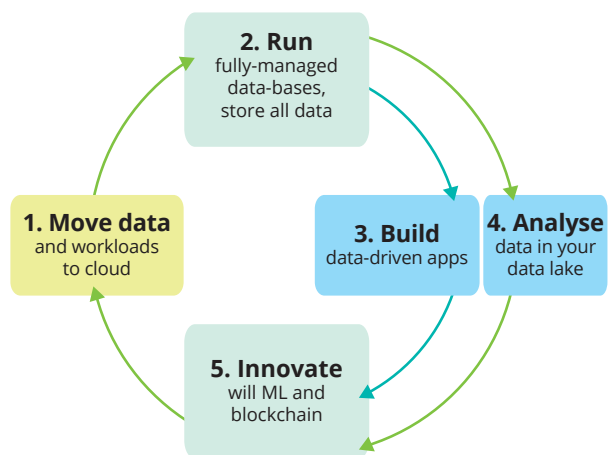 2. Run
fully-managed
data-bases,
store all data
1. Move data
and workloads
to cloud
3. Build
data-driven apps
4. Analyse
data in your
data lake
5. Innovate
will ML and
blockchain